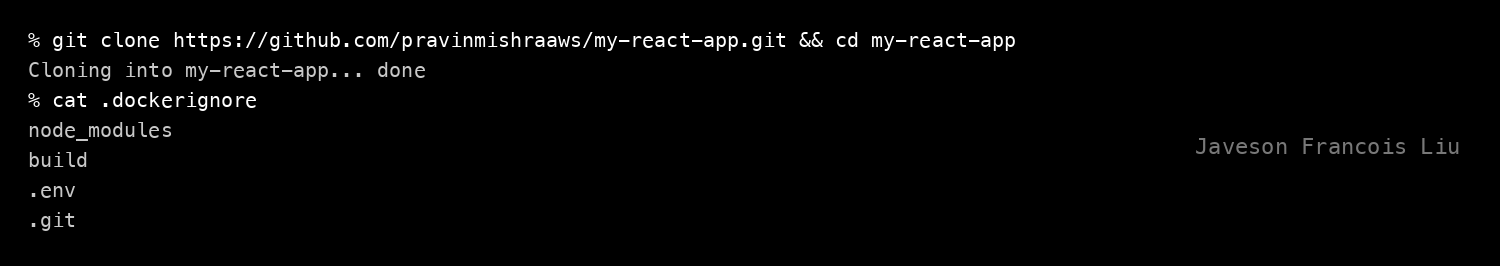 % git clone https://github.com/pravinmishraaws/my-react-app.git && cd my-react-app
Cloning into my-react-app... done
% cat .dockerignore
node_modules
Javeson Francois Liu
build
.env
.git